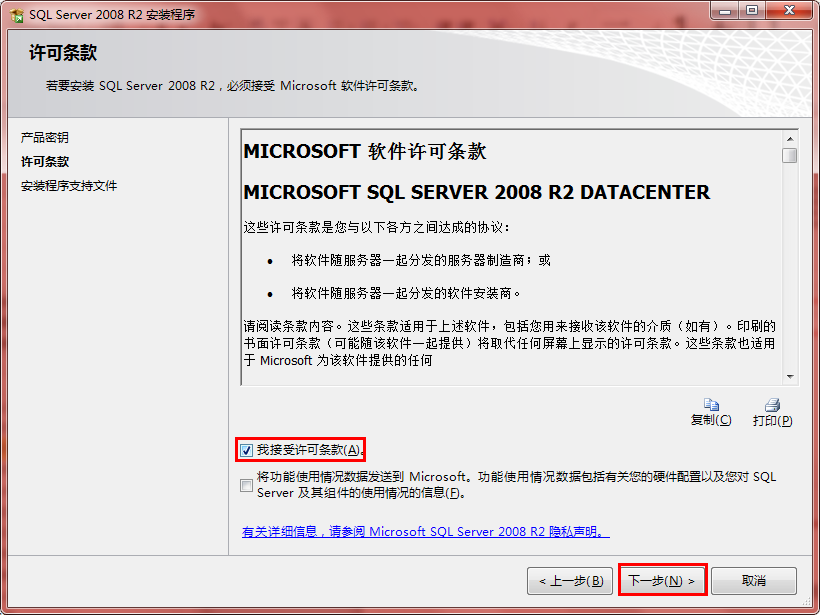 SQL Server 2008 R2 安装程序
许可条款
若要安装 SQL Server 2008 R2，必须接受 Microsoft 软件许可条款。
产品密钥
许可条款
安装程序支持文件
MICROSOFT 软件许可条款
MICROSOFT SQL SERVER 2008 R2 DATACENTER
这些许可条款是您与以下各方之间达成的协议：
• 将软件随服务器一起分发的服务器制造商；或
• 将软件随服务器一起分发的软件安装商。
请阅读条款内容。这些条款适用于上述软件，包括您用来接收该软件的介质（如有）。印刷的
书面许可条款（可能随该软件一起提供）将取代任何屏幕上显示的许可条款。这些条款也适用
于 Microsoft 为该软件提供的任何
复制(C) 打印(P)
我接受许可条款(A)。
将功能使用情况数据发送到 Microsoft。功能使用情况数据包括有关您的硬件配置以及您对 SQL
Server 及其组件的使用情况的信息(F)。
有关详细信息，请参阅 Microsoft SQL Server 2008 R2 隐私声明。
< 上一步(B) 下一步(N) > 取消